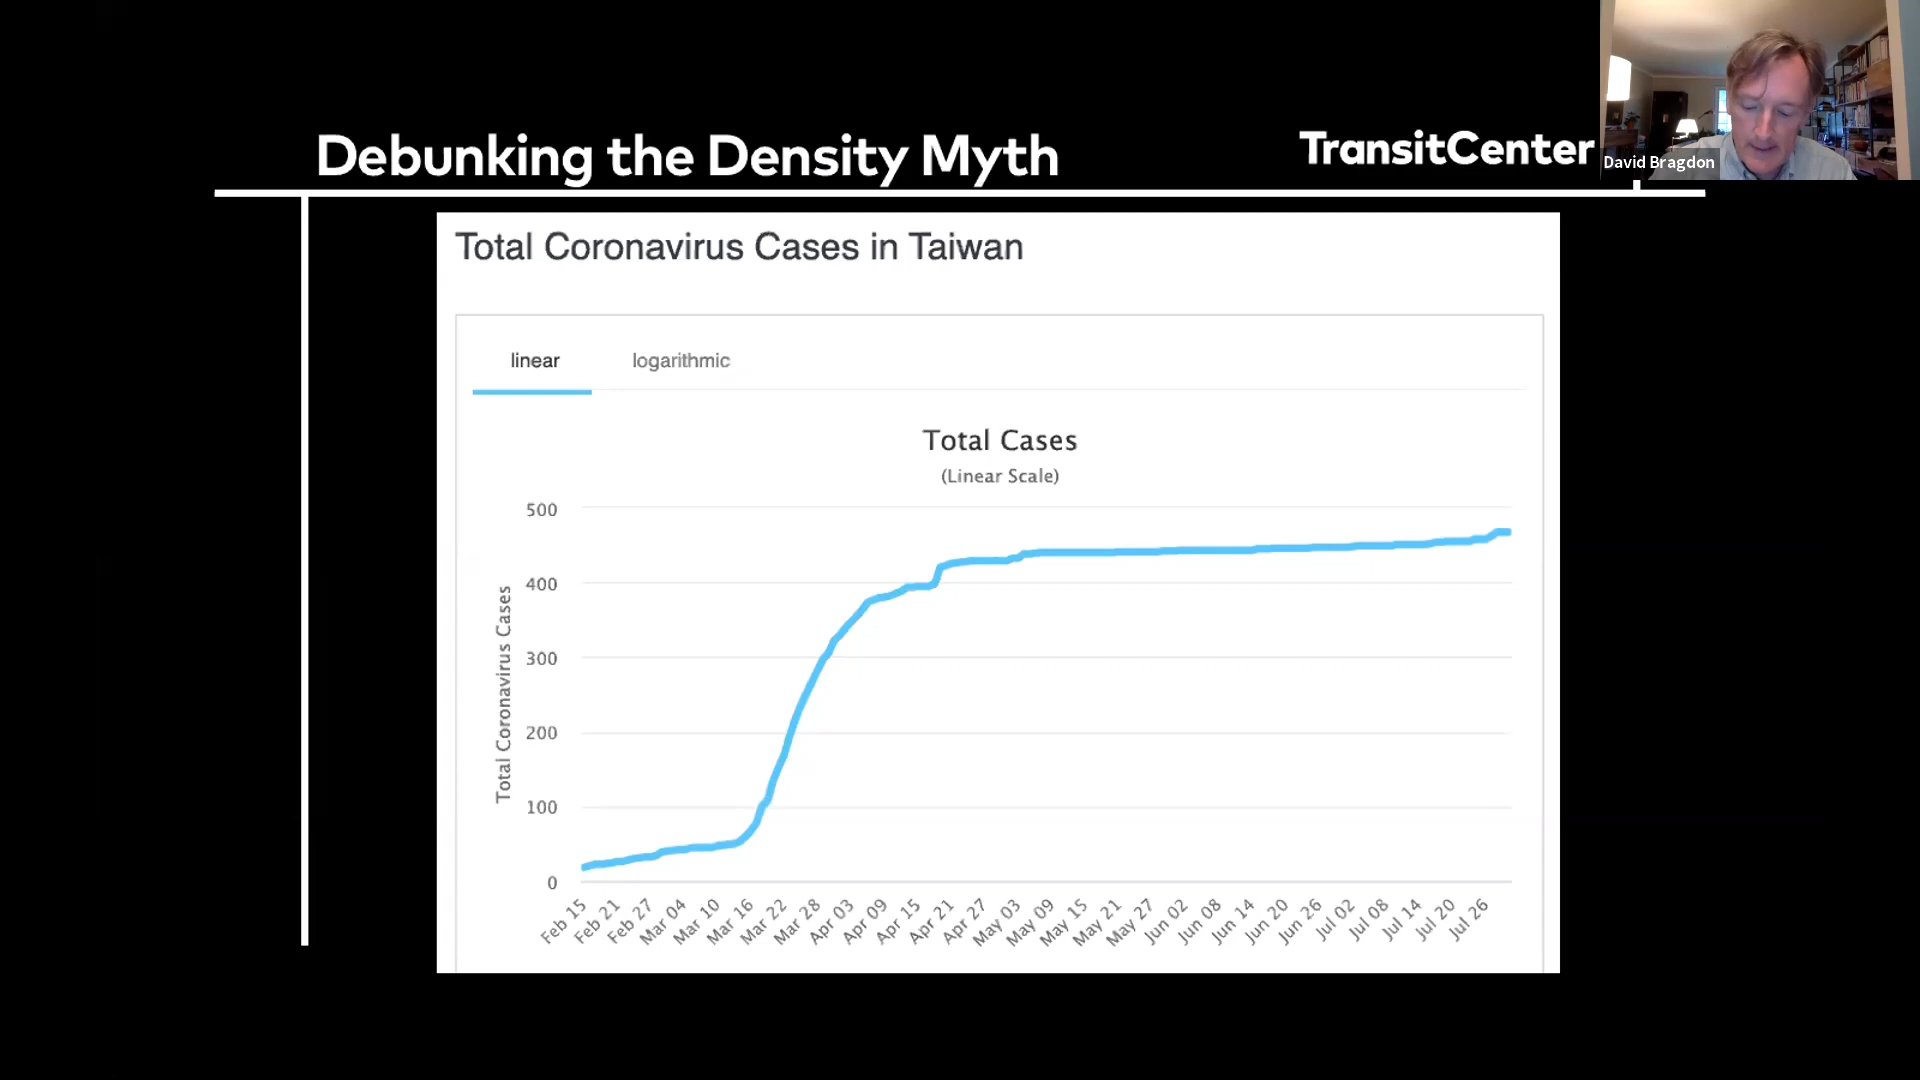 Debunking the Density Myth
TransitCenter
David Bragdon
Total Coronavirus Cases in Taiwan
linear
logarithmic
Total Cases
(Linear Scale)
Total Coronavirus Cases
500
400
300
200
100
0
Feb 15
Feb 21
Feb 27
Mar 04
Mar 10
Mar 16
Mar 22
Mar 28
Apr 03
Apr 09
Apr 15
Apr 21
Apr 27
May 03
May 09
May 15
May 21
May 27
Jun 02
Jun 08
Jun 14
Jun 20
Jun 26
Jul 02
Jul 08
Jul 14
Jul 20
Jul 26